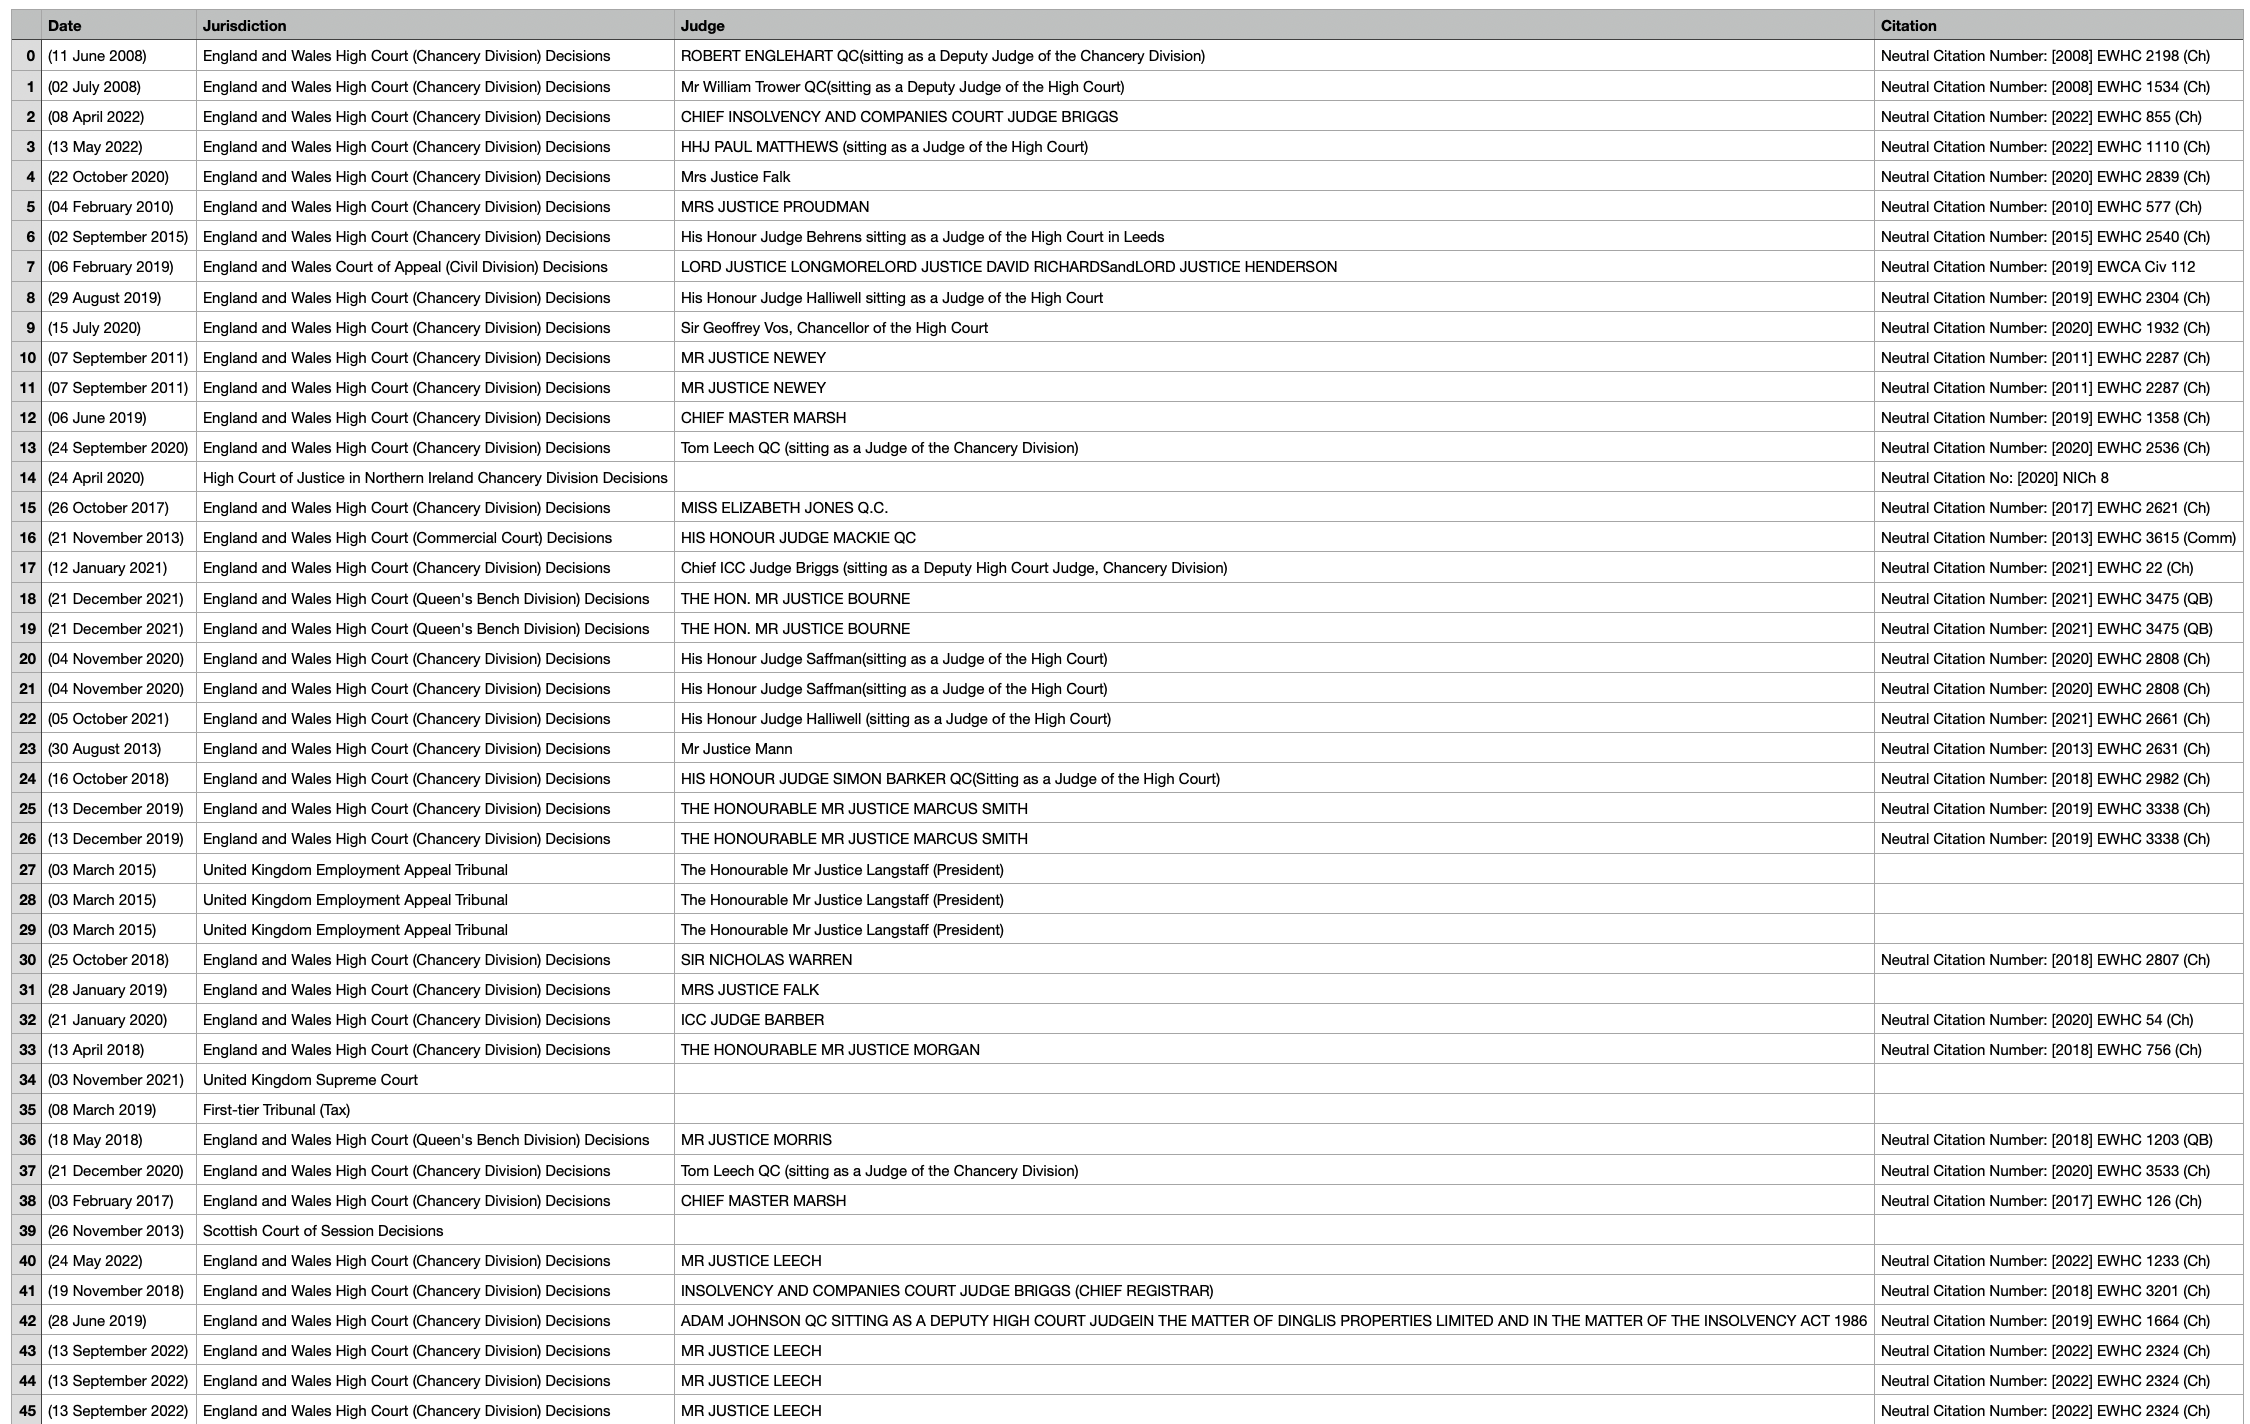 Date Jurisdiction Judge Citation
0 (11 June 2008) England and Wales High Court (Chancery Division) Decisions ROBERT ENGLEHART QC(sitting as a Deputy Judge of the Chancery Division) Neutral Citation Number: [2008] EWHC 2198 (Ch)
1 (02 July 2008) England and Wales High Court (Chancery Division) Decisions Mr William Trower QC(sitting as a Deputy Judge of the High Court) Neutral Citation Number: [2008] EWHC 1534 (Ch)
2 (08 April 2022) England and Wales High Court (Chancery Division) Decisions CHIEF INSOLVENCY AND COMPANIES COURT JUDGE BRIGGS Neutral Citation Number: [2022] EWHC 855 (Ch)
3 (13 May 2022) England and Wales High Court (Chancery Division) Decisions HHJ PAUL MATTHEWS (sitting as a Judge of the High Court) Neutral Citation Number: [2022] EWHC 1110 (Ch)
4 (22 October 2020) England and Wales High Court (Chancery Division) Decisions Mrs Justice Falk Neutral Citation Number: [2020] EWHC 2839 (Ch)
5 (04 February 2010) England and Wales High Court (Chancery Division) Decisions MRS JUSTICE PROUDMAN Neutral Citation Number: [2010] EWHC 577 (Ch)
6 (02 September 2015) England and Wales High Court (Chancery Division) Decisions His Honour Judge Behrens sitting as a Judge of the High Court in Leeds Neutral Citation Number: [2015] EWHC 2540 (Ch)
7 (06 February 2019) England and Wales Court of Appeal (Civil Division) Decisions LORD JUSTICE LONGMORELORD JUSTICE DAVID RICHARDSandLORD JUSTICE HENDERSON Neutral Citation Number: [2019] EWCA Civ 112
8 (29 August 2019) England and Wales High Court (Chancery Division) Decisions His Honour Judge Halliwell sitting as a Judge of the High Court Neutral Citation Number: [2019] EWHC 2304 (Ch)
9 (15 July 2020) England and Wales High Court (Chancery Division) Decisions Sir Geoffrey Vos, Chancellor of the High Court Neutral Citation Number: [2020] EWHC 1932 (Ch)
10 (07 September 2011) England and Wales High Court (Chancery Division) Decisions MR JUSTICE NEWEY Neutral Citation Number: [2011] EWHC 2287 (Ch)
11 (07 September 2011) England and Wales High Court (Chancery Division) Decisions MR JUSTICE NEWEY Neutral Citation Number: [2011] EWHC 2287 (Ch)
12 (06 June 2019) England and Wales High Court (Chancery Division) Decisions CHIEF MASTER MARSH Neutral Citation Number: [2019] EWHC 1358 (Ch)
13 (24 September 2020) England and Wales High Court (Chancery Division) Decisions Tom Leech QC (sitting as a Judge of the Chancery Division) Neutral Citation Number: [2020] EWHC 2536 (Ch)
14 (24 April 2020) High Court of Justice in Northern Ireland Chancery Division Decisions Neutral Citation No: [2020] NICh 8
15 (26 October 2017) England and Wales High Court (Chancery Division) Decisions MISS ELIZABETH JONES Q.C. Neutral Citation Number: [2017] EWHC 2621 (Ch)
16 (21 November 2013) England and Wales High Court (Commercial Court) Decisions HIS HONOUR JUDGE MACKIE QC Neutral Citation Number: [2013] EWHC 3615 (Comm)
17 (12 January 2021) England and Wales High Court (Chancery Division) Decisions Chief ICC Judge Briggs (sitting as a Deputy High Court Judge, Chancery Division) Neutral Citation Number: [2021] EWHC 22 (Ch)
18 (21 December 2021) England and Wales High Court (Queen's Bench Division) Decisions THE HON. MR JUSTICE BOURNE Neutral Citation Number: [2021] EWHC 3475 (QB)
19 (21 December 2021) England and Wales High Court (Queen's Bench Division) Decisions THE HON. MR JUSTICE BOURNE Neutral Citation Number: [2021] EWHC 3475 (QB)
20 (04 November 2020) England and Wales High Court (Chancery Division) Decisions His Honour Judge Saffman(sitting as a Judge of the High Court) Neutral Citation Number: [2020] EWHC 2808 (Ch)
21 (04 November 2020) England and Wales High Court (Chancery Division) Decisions His Honour Judge Saffman(sitting as a Judge of the High Court) Neutral Citation Number: [2020] EWHC 2808 (Ch)
22 (05 October 2021) England and Wales High Court (Chancery Division) Decisions His Honour Judge Halliwell (sitting as a Judge of the High Court) Neutral Citation Number: [2021] EWHC 2661 (Ch)
23 (30 August 2013) England and Wales High Court (Chancery Division) Decisions Mr Justice Mann Neutral Citation Number: [2013] EWHC 2631 (Ch)
24 (16 October 2018) England and Wales High Court (Chancery Division) Decisions HIS HONOUR JUDGE SIMON BARKER QC(Sitting as a Judge of the High Court) Neutral Citation Number: [2018] EWHC 2982 (Ch)
25 (13 December 2019) England and Wales High Court (Chancery Division) Decisions THE HONOURABLE MR JUSTICE MARCUS SMITH Neutral Citation Number: [2019] EWHC 3338 (Ch)
26 (13 December 2019) England and Wales High Court (Chancery Division) Decisions THE HONOURABLE MR JUSTICE MARCUS SMITH Neutral Citation Number: [2019] EWHC 3338 (Ch)
27 (03 March 2015) United Kingdom Employment Appeal Tribunal The Honourable Mr Justice Langstaff (President)
28 (03 March 2015) United Kingdom Employment Appeal Tribunal The Honourable Mr Justice Langstaff (President)
29 (03 March 2015) United Kingdom Employment Appeal Tribunal The Honourable Mr Justice Langstaff (President)
30 (25 October 2018) England and Wales High Court (Chancery Division) Decisions SIR NICHOLAS WARREN Neutral Citation Number: [2018] EWHC 2807 (Ch)
31 (28 January 2019) England and Wales High Court (Chancery Division) Decisions MRS JUSTICE FALK
32 (21 January 2020) England and Wales High Court (Chancery Division) Decisions ICC JUDGE BARBER Neutral Citation Number: [2020] EWHC 54 (Ch)
33 (13 April 2018) England and Wales High Court (Chancery Division) Decisions THE HONOURABLE MR JUSTICE MORGAN Neutral Citation Number: [2018] EWHC 756 (Ch)
34 (03 November 2021) United Kingdom Supreme Court
35 (08 March 2019) First-tier Tribunal (Tax)
36 (18 May 2018) England and Wales High Court (Queen's Bench Division) Decisions MR JUSTICE MORRIS Neutral Citation Number: [2018] EWHC 1203 (QB)
37 (21 December 2020) England and Wales High Court (Chancery Division) Decisions Tom Leech QC (sitting as a Judge of the Chancery Division) Neutral Citation Number: [2020] EWHC 3533 (Ch)
38 (03 February 2017) England and Wales High Court (Chancery Division) Decisions CHIEF MASTER MARSH Neutral Citation Number: [2017] EWHC 126 (Ch)
39 (26 November 2013) Scottish Court of Session Decisions
40 (24 May 2022) England and Wales High Court (Chancery Division) Decisions MR JUSTICE LEECH Neutral Citation Number: [2022] EWHC 1233 (Ch)
41 (19 November 2018) England and Wales High Court (Chancery Division) Decisions INSOLVENCY AND COMPANIES COURT JUDGE BRIGGS (CHIEF REGISTRAR) Neutral Citation Number: [2018] EWHC 3201 (Ch)
42 (28 June 2019) England and Wales High Court (Chancery Division) Decisions ADAM JOHNSON QC SITTING AS A DEPUTY HIGH COURT JUDGEIN THE MATTER OF DINGLIS PROPERTIES LIMITED AND IN THE MATTER OF THE INSOLVENCY ACT 1986 Neutral Citation Number: [2019] EWHC 1664 (Ch)
43 (13 September 2022) England and Wales High Court (Chancery Division) Decisions MR JUSTICE LEECH Neutral Citation Number: [2022] EWHC 2324 (Ch)
44 (13 September 2022) England and Wales High Court (Chancery Division) Decisions MR JUSTICE LEECH Neutral Citation Number: [2022] EWHC 2324 (Ch)
45 (13 September 2022) England and Wales High Court (Chancery Division) Decisions MR JUSTICE LEECH Neutral Citation Number: [2022] EWHC 2324 (Ch)